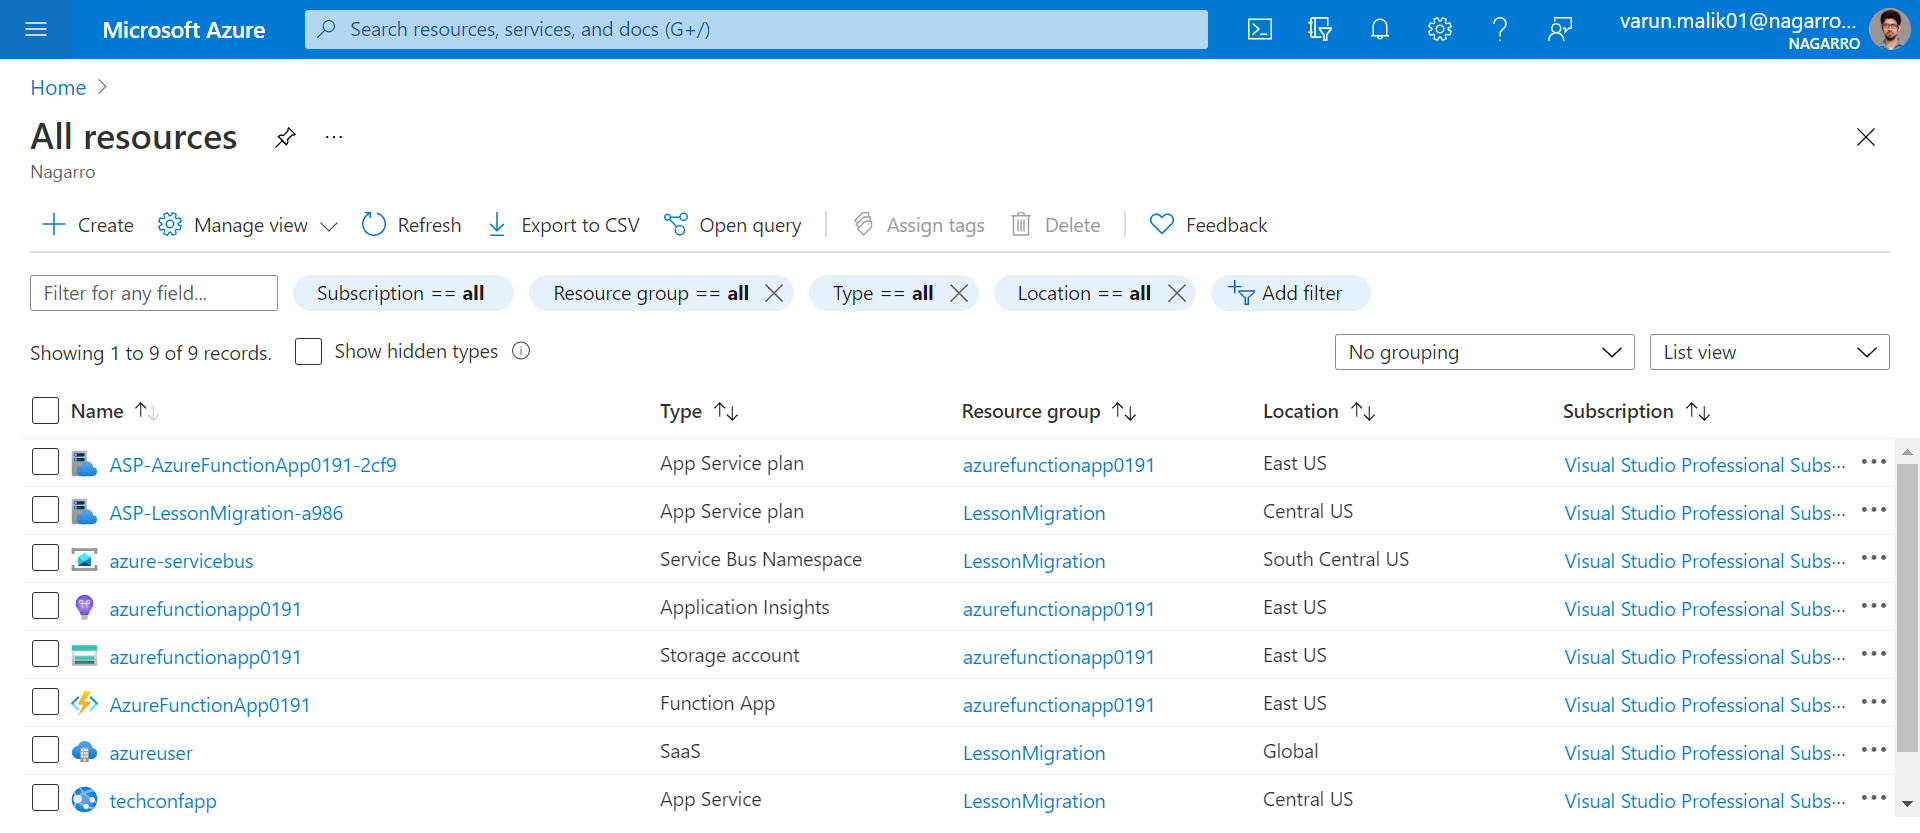 Microsoft Azure
Search resources, services, and docs (G+/)
varun.malik01@nagarro...
NAGARRO
Home
All resources
Nagarro
Create Manage view Refresh Export to CSV Open query Assign tags Delete Feedback
Filter for any field... Subscription == all Resource group == all Type == all Location == all Add filter
Showing 1 to 9 of 9 records. Show hidden types No grouping List view
Name Type Resource group Location Subscription
ASP-AzureFunctionApp0191-2cf9 App Service plan azurefunctionapp0191 East US Visual Studio Professional Subs...
ASP-LessonMigration-a986 App Service plan LessonMigration Central US Visual Studio Professional Subs...
azure-servicebus Service Bus Namespace LessonMigration South Central US Visual Studio Professional Subs...
azurefunctionapp0191 Application Insights azurefunctionapp0191 East US Visual Studio Professional Subs...
azurefunctionapp0191 Storage account azurefunctionapp0191 East US Visual Studio Professional Subs...
AzureFunctionApp0191 Function App azurefunctionapp0191 East US Visual Studio Professional Subs...
azureuser SaaS LessonMigration Global Visual Studio Professional Subs...
techconfapp App Service LessonMigration Central US Visual Studio Professional Subs...